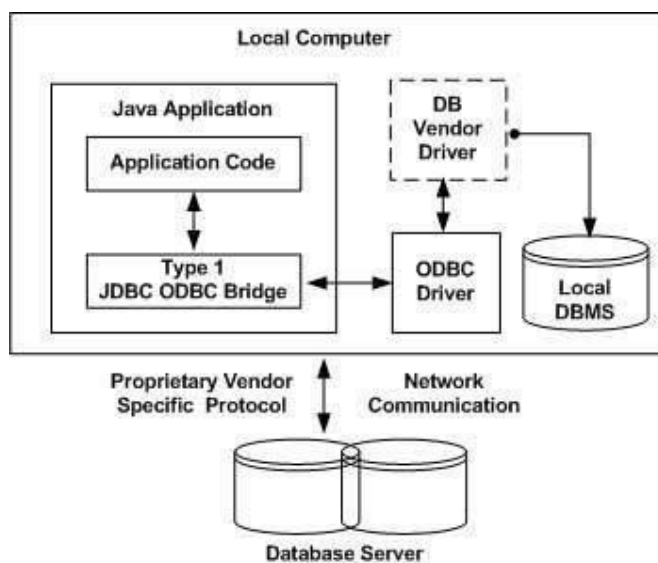 Local Computer
Java Application
Application Code
Type 1
JDBC ODBC Bridge
DB
Vendor
Driver
ODBC
Driver
Local
DBMS
Proprietary Vendor
Specific Protocol
Network
Communication
Database Server